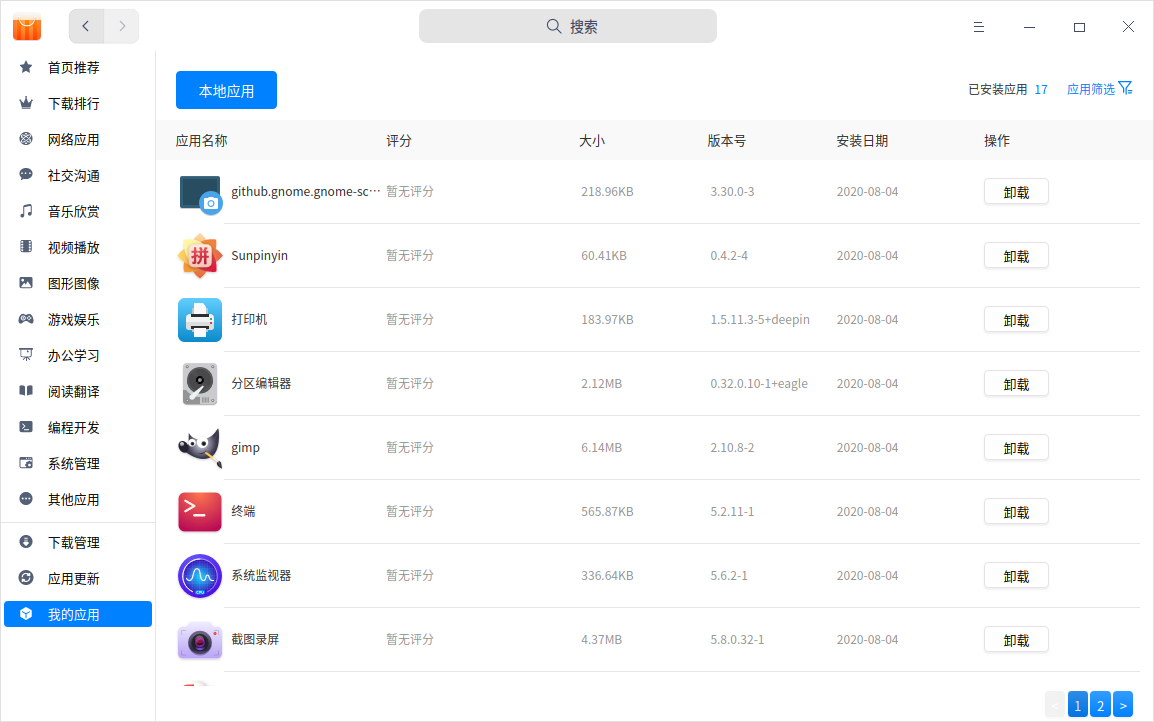 搜索
首页推荐
下载排行
网络应用
社交沟通
音乐欣赏
视频播放
图形图像
游戏娱乐
办公学习
阅读翻译
编程开发
系统管理
其他应用
下载管理
应用更新
我的应用
本地应用
已安装应用 17 应用筛选
应用名称 评分 大小 版本号 安装日期 操作
github.gnome.gnome-sc··· 暂无评分 218.96KB 3.30.0-3 2020-08-04 卸载
拼
Sunpinyin 暂无评分 60.41KB 0.4.2-4 2020-08-04 卸载
打印机 暂无评分 183.97KB 1.5.11.3-5+deepin 2020-08-04 卸载
分区编辑器 暂无评分 2.12MB 0.32.0.10-1+eagle 2020-08-04 卸载
gimp 暂无评分 6.14MB 2.10.8-2 2020-08-04 卸载
终端 暂无评分 565.87KB 5.2.11-1 2020-08-04 卸载
系统监视器 暂无评分 336.64KB 5.6.2-1 2020-08-04 卸载
CPU
截图录屏 暂无评分 4.37MB 5.8.0.32-1 2020-08-04 卸载
< 1 2 >